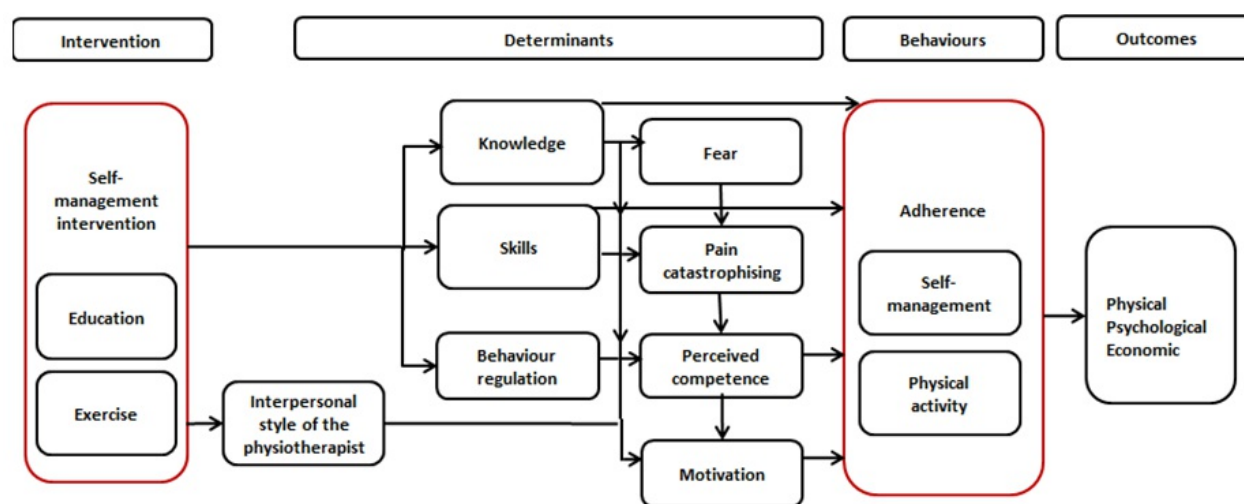 Intervention
Determinants
Behaviours
Outcomes
Self-
management
intervention
Education
Exercise
Interpersonal
style of the
physiotherapist
Knowledge
Skills
Behaviour
regulation
Fear
Pain
catastrophising
Perceived
competence
Motivation
Adherence
Self-
management
Physical
activity
Physical
Psychological
Economic